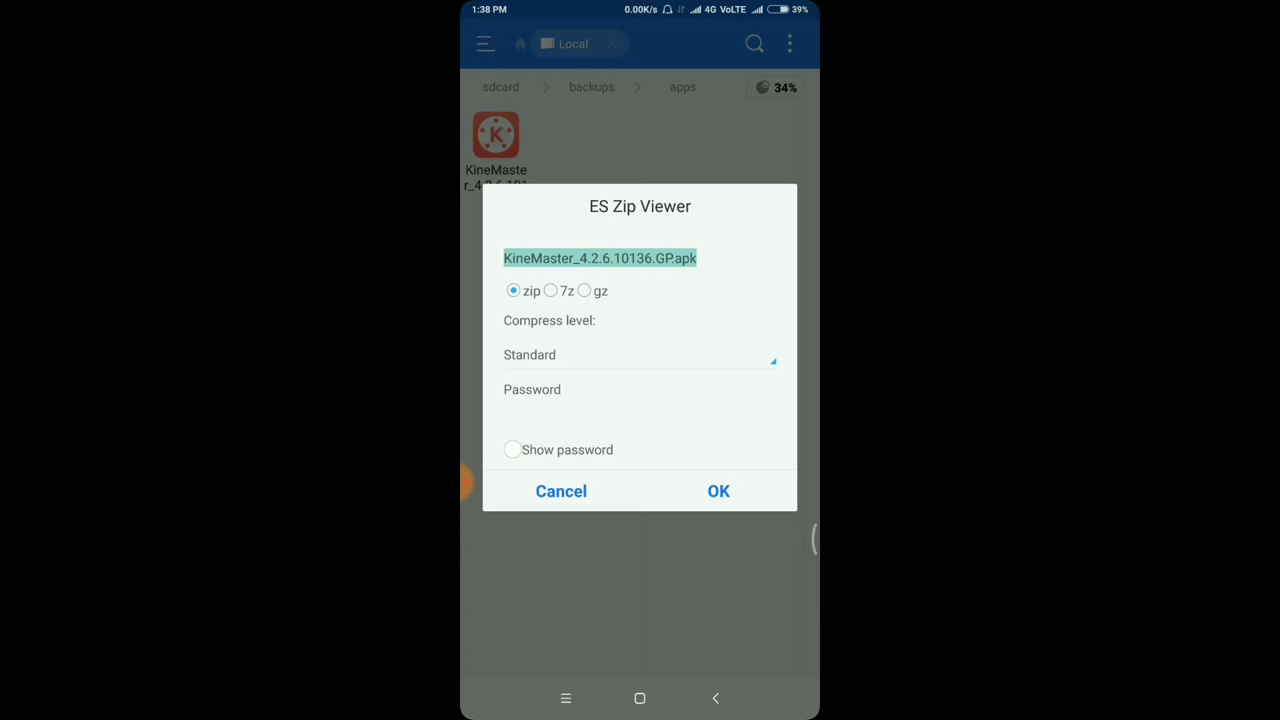 1:38 PM 0.00K/s 4G VoLTE 39%
Local
sdcard backups apps 34%
K
KineMaste
r_4.2.6.101
ES Zip Viewer
KineMaster_4.2.6.10136.GP.apk
zip 7z gz
Compress level:
Standard
Password
Show password
Cancel OK